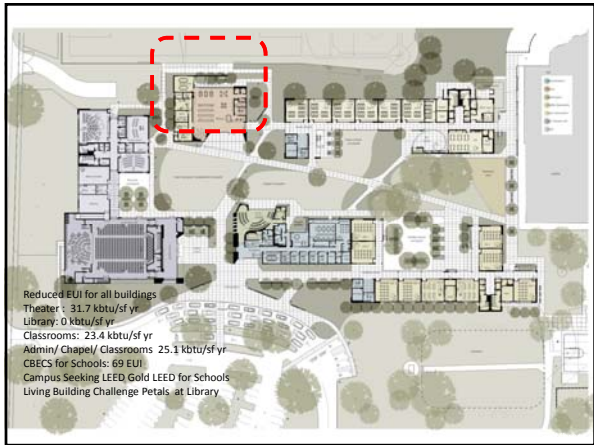 Reduced EUI for all buildings
Theater : 31.7 kbtu/sf yr
Library: 0 kbtu/sf yr
Classrooms: 23.4 kbtu/sf yr
Admin/ Chapel/ Classrooms 25.1 kbtu/sf yr
CBECS for Schools: 69 EUI
Campus Seeking LEED Gold LEED for Schools
Living Building Challenge Petals at Library